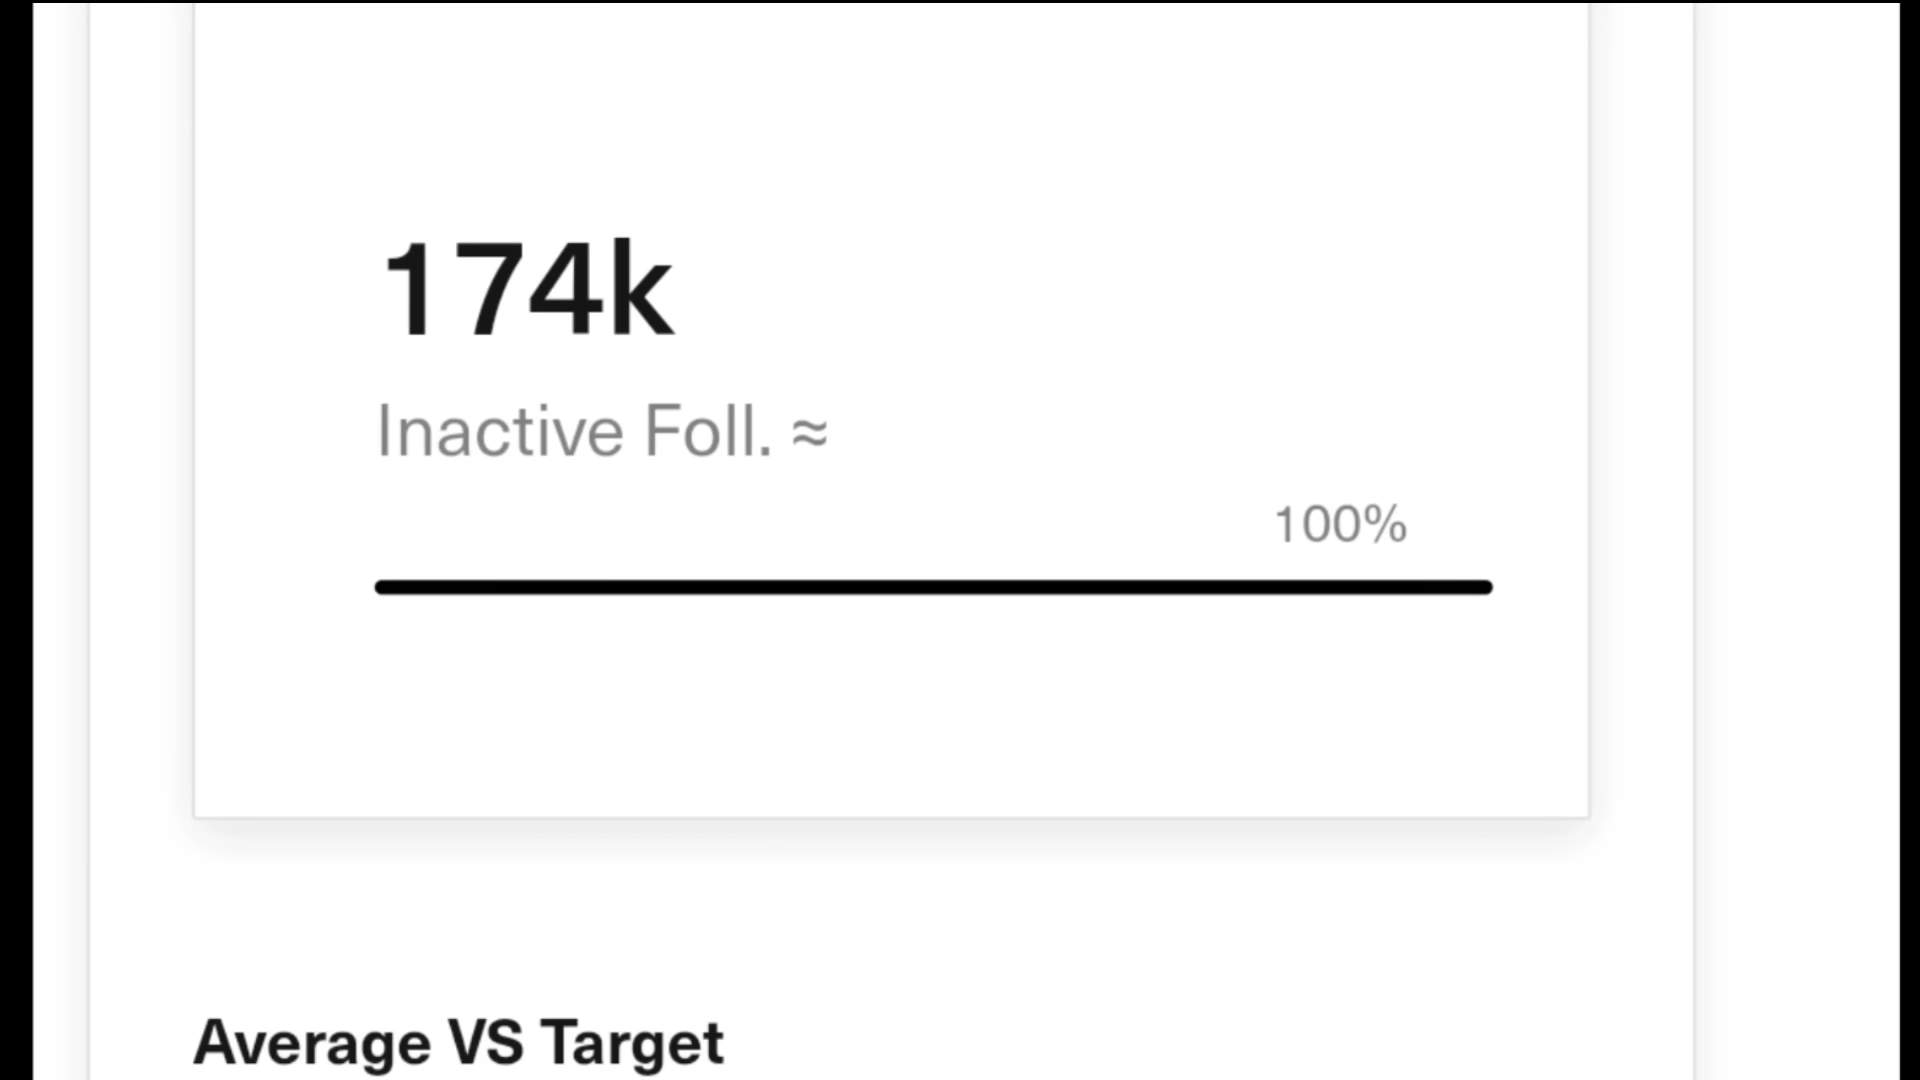 174k
Inactive Foll. ≈
100%
Average VS Target